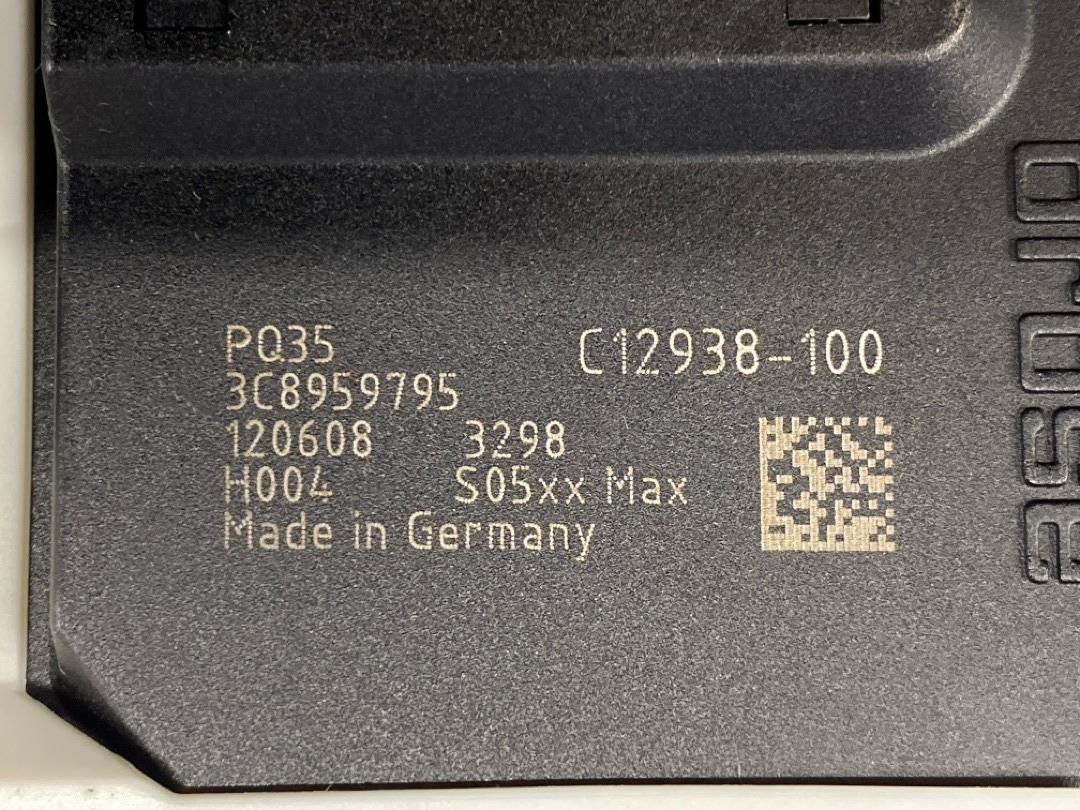 PQ35
C12938-100
3C8959795
120608 3298
H004 S05xx Max
Made in Germany